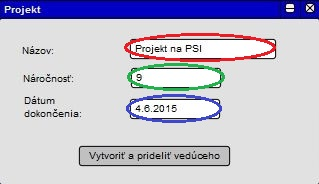 Projekt
Názov:
Projekt na PSI
Náročnosť:
9
Dátum
dokončenia:
4.6.2015
Vytvoriť a prideliť vedúceho